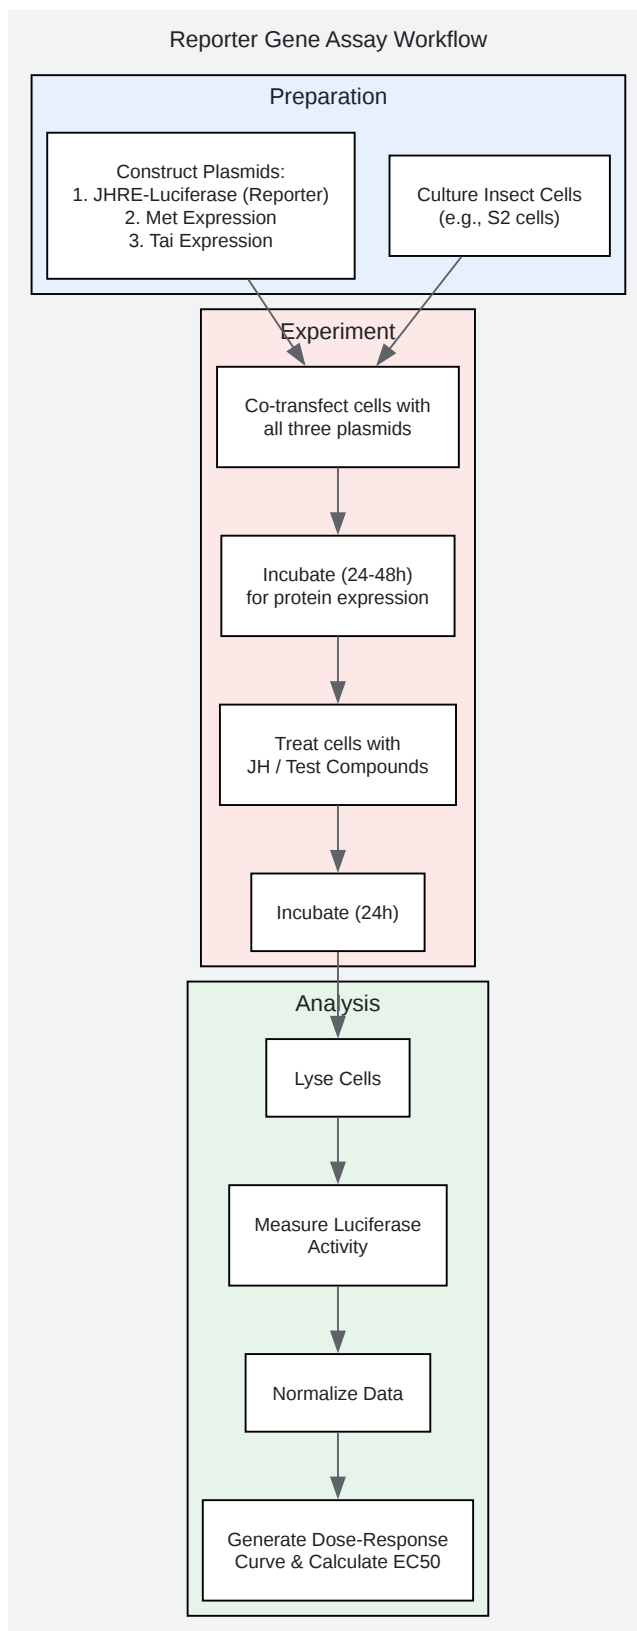 Reporter Gene Assay Workflow
Preparation
Construct Plasmids:
1. JHRE-Luciferase (Reporter)
2. Met Expression
3. Tai Expression
Culture Insect Cells
(e.g., S2 cells)
Experiment
Co-transfect cells with
all three plasmids
Incubate (24-48h)
for protein expression
Treat cells with
JH / Test Compounds
Incubate (24h)
Analysis
Lyse Cells
Measure Luciferase
Activity
Normalize Data
Generate Dose-Response
Curve & Calculate EC50